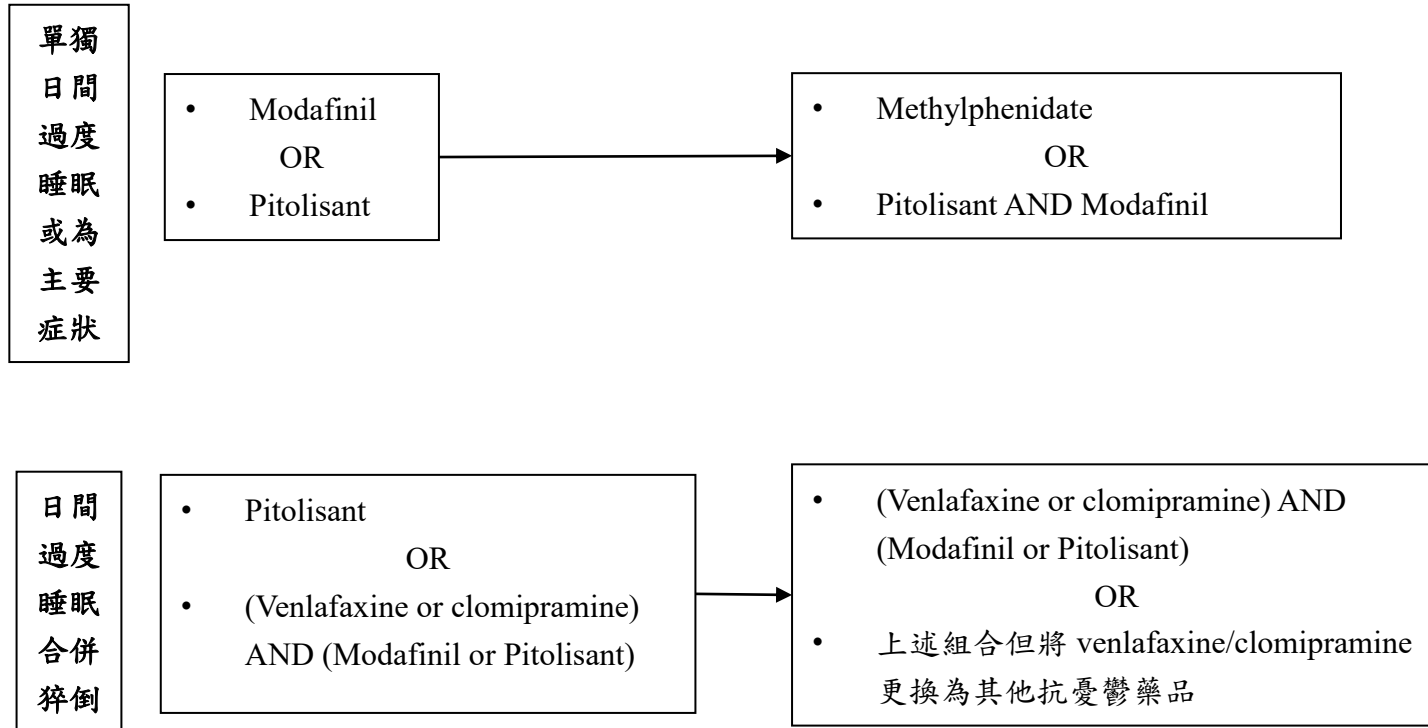 單獨
日間
過度
睡眠
或為
主要
症狀
• Modafinil
OR
• Pitolisant
• Methylphenidate
OR
• Pitolisant AND Modafinil
日間
過度
睡眠
合併
猝倒
• Pitolisant
OR
• (Venlafaxine or clomipramine)
AND (Modafinil or Pitolisant)
• (Venlafaxine or clomipramine) AND
(Modafinil or Pitolisant)
OR
• 上述組合但將 venlafaxine/clomipramine
更換為其他抗憂鬱藥品